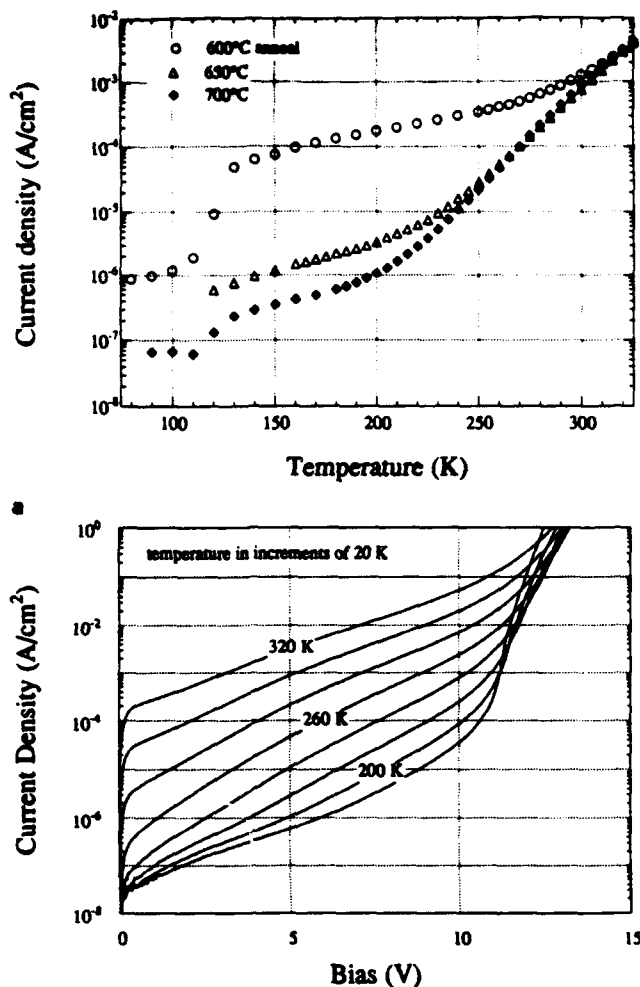 10⁻²
10⁻³
10⁻⁴
10⁻⁵
10⁻⁶
10⁻⁷
10⁻⁸
Current density (A/cm²)
600°C anneal
650°C
700°C
100 150 200 250 300
Temperature (K)
10⁰
10⁻²
10⁻⁴
10⁻⁶
10⁻⁸
Current Density (A/cm²)
temperature in increments of 20 K
320 K
260 K
200 K
0 5 10 15
Bias (V)